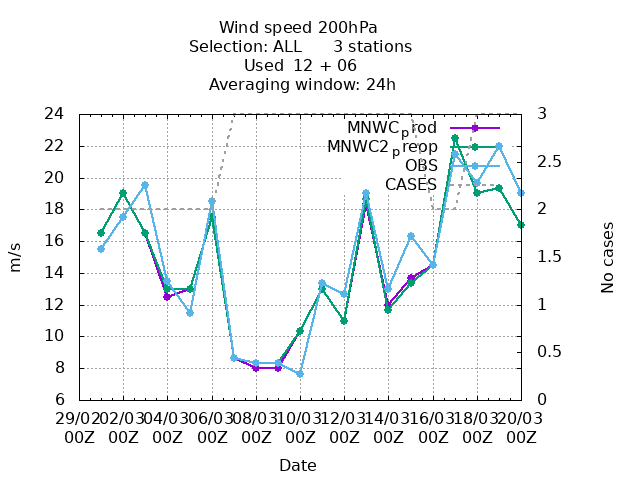 Wind speed 200hPa
Selection: ALL 3 stations
Used 12 + 06
Averaging window: 24h
MNWC_prod
MNWC2_preop
OBS
CASES
24
22
20
18
16
14
12
10
8
6
m/s
3
2.5
2
1.5
1
0.5
0
No cases
29/02 02/03 04/03 06/03 08/03 10/03 12/03 14/03 16/03 18/03 20/03
00Z 00Z 00Z 00Z 00Z 00Z 00Z 00Z 00Z 00Z 00Z
Date